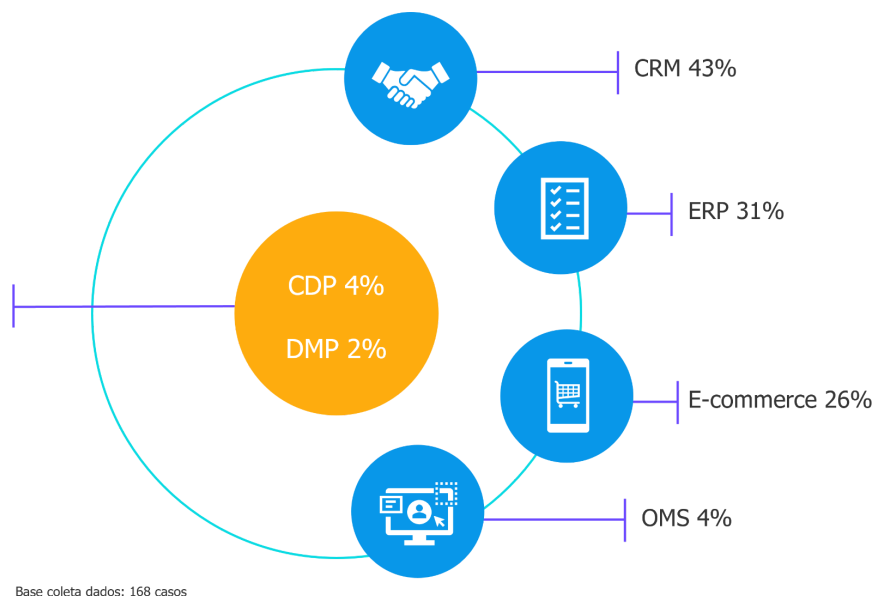 CRM 43%
ERP 31%
CDP 4%
DMP 2%
E-commerce 26%
OMS 4%
Base coleta dados: 168 casos